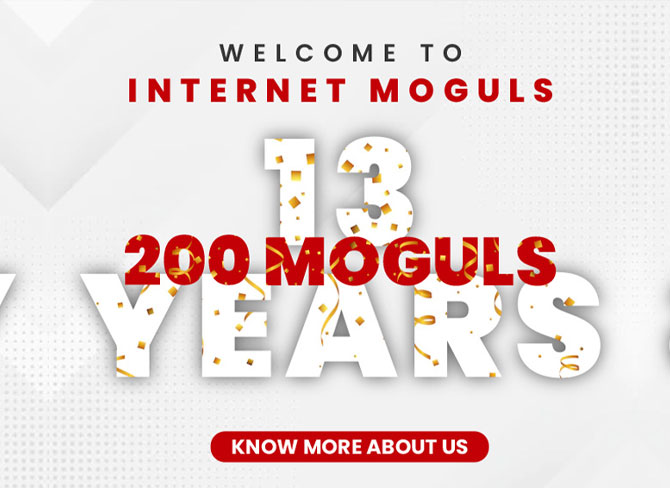 WELCOME TO
INTERNET MOGULS
13
200 MOGULS
YEARS
KNOW MORE ABOUT US